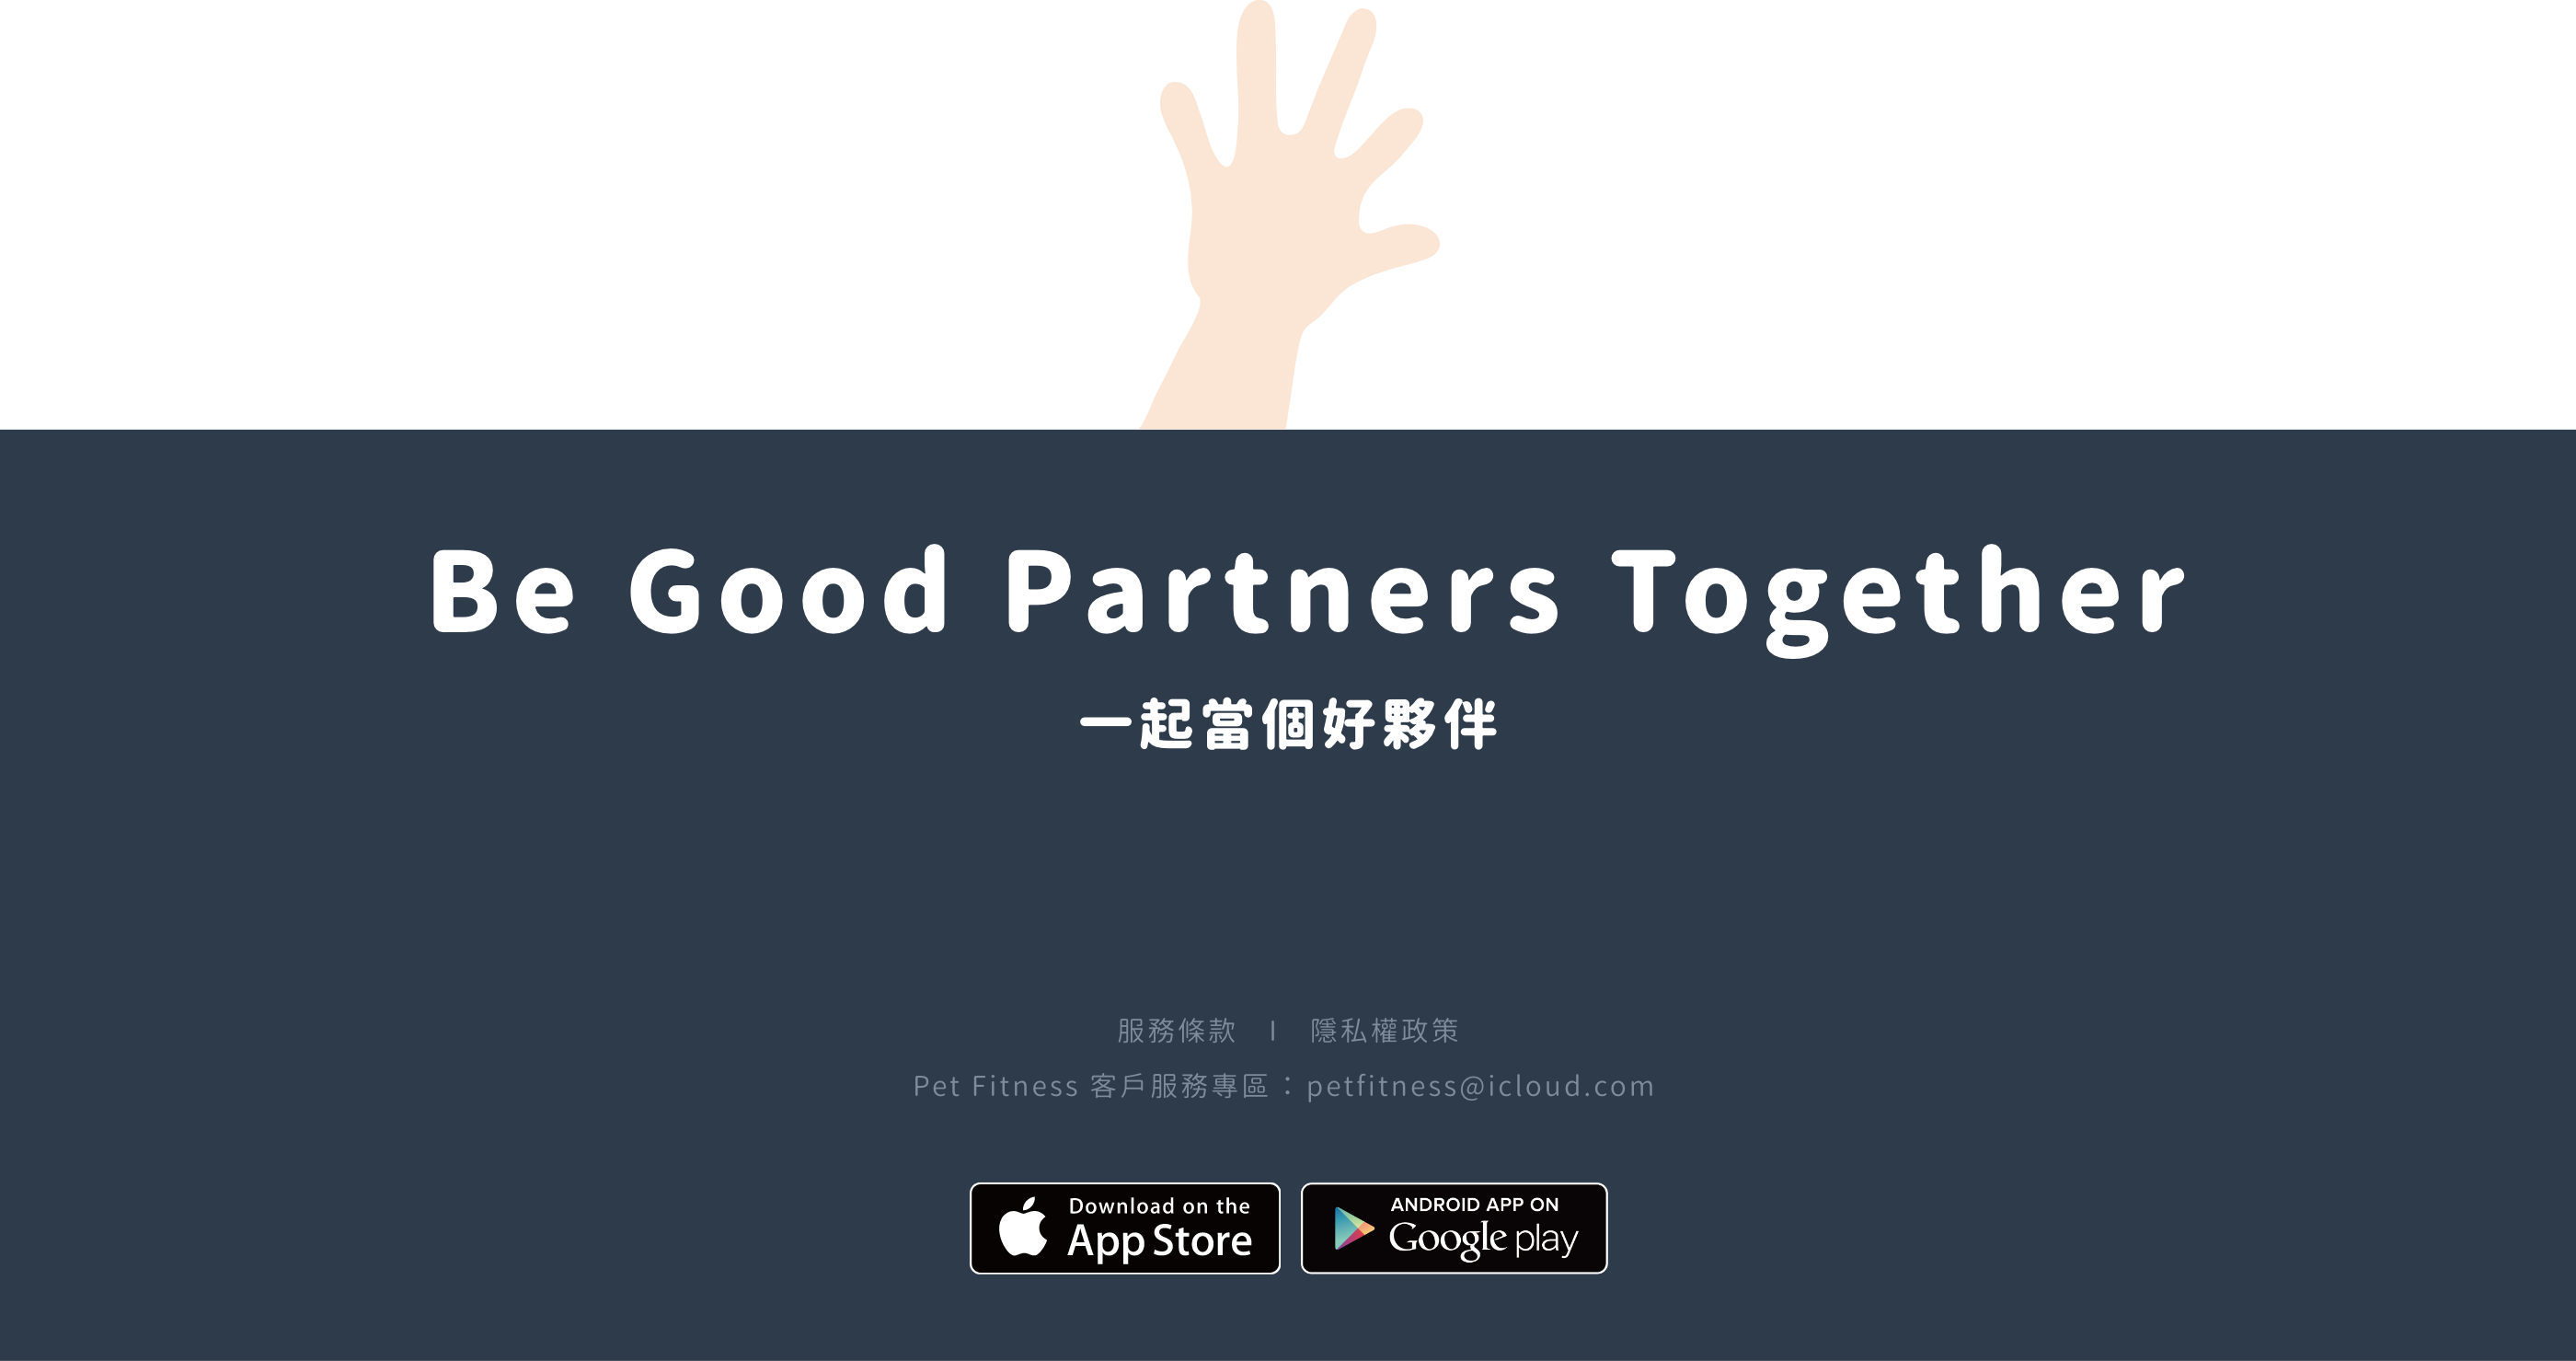 Be Good Partners Together
一起當個好夥伴
服務條款 | 隱私權政策
Pet Fitness 客戶服務專區：petfitness@icloud.com
Download on the
App Store
ANDROID APP ON
Google play